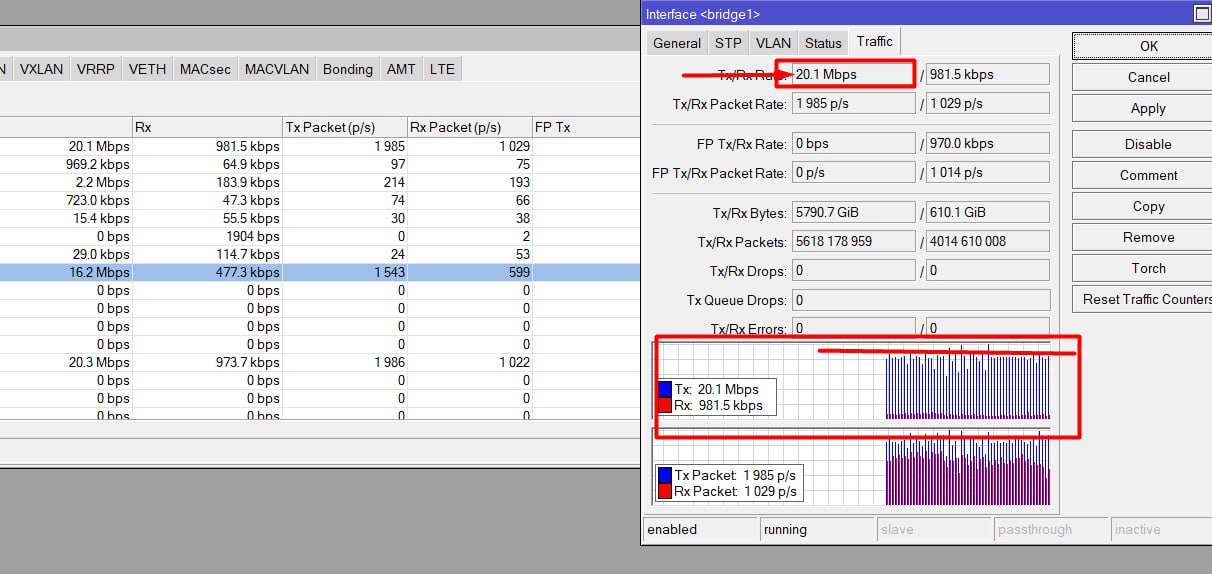 Interface <bridge1>
General STP VLAN Status Traffic
N VXLAN VRRP VETH MACsec MACVLAN Bonding AMT LTE
Rx Tx Packet (p/s) Rx Packet (p/s) FP Tx
20.1 Mbps 981.5 kbps 1 985 1 029
969.2 kbps 64.9 kbps 97 75
2.2 Mbps 183.9 kbps 214 193
723.0 kbps 47.3 kbps 74 66
15.4 kbps 55.5 kbps 30 38
0 bps 1904 bps 0 2
29.0 kbps 114.7 kbps 24 53
16.2 Mbps 477.3 kbps 1 543 599
0 bps 0 bps 0 0
0 bps 0 bps 0 0
0 bps 0 bps 0 0
0 bps 0 bps 0 0
20.3 Mbps 973.7 kbps 1 986 1 022
0 bps 0 bps 0 0
0 bps 0 bps 0 0
0 bps 0 bps 0 0
Tx/Rx Rate: 20.1 Mbps / 981.5 kbps
Tx/Rx Packet Rate: 1 985 p/s / 1 029 p/s
FP Tx/Rx Rate: 0 bps / 970.0 kbps
FP Tx/Rx Packet Rate: 0 p/s / 1 014 p/s
Tx/Rx Bytes: 5790.7 GiB / 610.1 GiB
Tx/Rx Packets: 5618 178 959 / 4014 610 008
Tx/Rx Drops: 0 / 0
Tx Queue Drops: 0
Tx/Rx Errors: 0 / 0
Tx: 20.1 Mbps
Rx: 981.5 kbps
Tx Packet: 1 985 p/s
Rx Packet: 1 029 p/s
enabled running slave passthrough inactive
OK
Cancel
Apply
Disable
Comment
Copy
Remove
Torch
Reset Traffic Counters